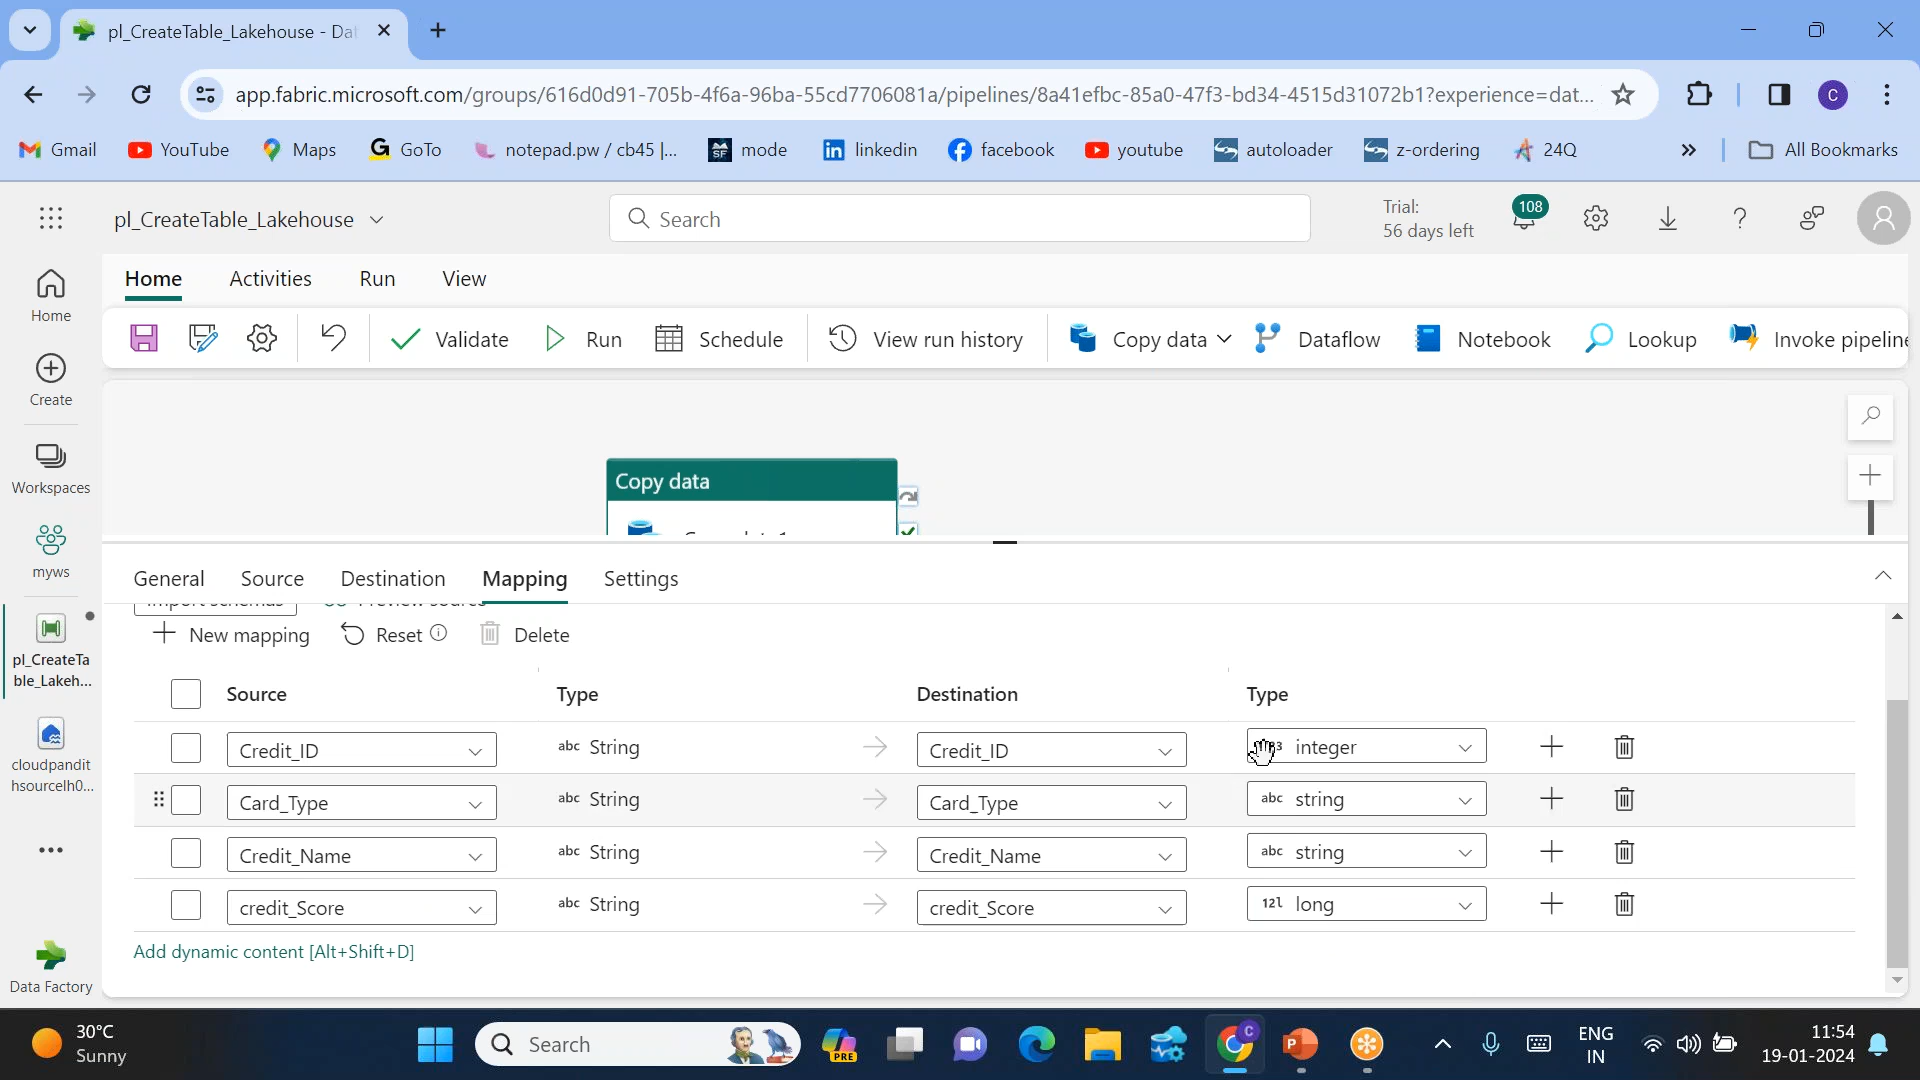 pl_CreateTable_Lakehouse - Dat
app.fabric.microsoft.com/groups/616d0d91-705b-4f6a-96ba-55cd7706081a/pipelines/8a41efbc-85a0-47f3-bd34-4515d31072b1?experience=dat...
C
Gmail
YouTube
Maps
GoTo
notepad.pw / cb45 |...
mode
linkedin
facebook
youtube
autoloader
z-ordering
24Q
All Bookmarks
pl_CreateTable_Lakehouse
Search
Trial:
56 days left
108
Home
Create
Workspaces
myws
pl_CreateTa
ble_Lakeh...
cloudpandit
hsourcelh0...
Data Factory
Home
Activities
Run
View
Validate
Run
Schedule
View run history
Copy data
Dataflow
Notebook
Lookup
Invoke pipeline
Copy data
General
Source
Destination
Mapping
Settings
New mapping
Reset
Delete
Source
Type
Destination
Type
Credit_ID
abc String
Credit_ID
integer
Card_Type
abc String
Card_Type
abc string
Credit_Name
abc String
Credit_Name
abc string
credit_Score
abc String
credit_Score
12l long
Add dynamic content [Alt+Shift+D]
30°C
Sunny
Search
PRE
C
ENG
IN
11:54
19-01-2024